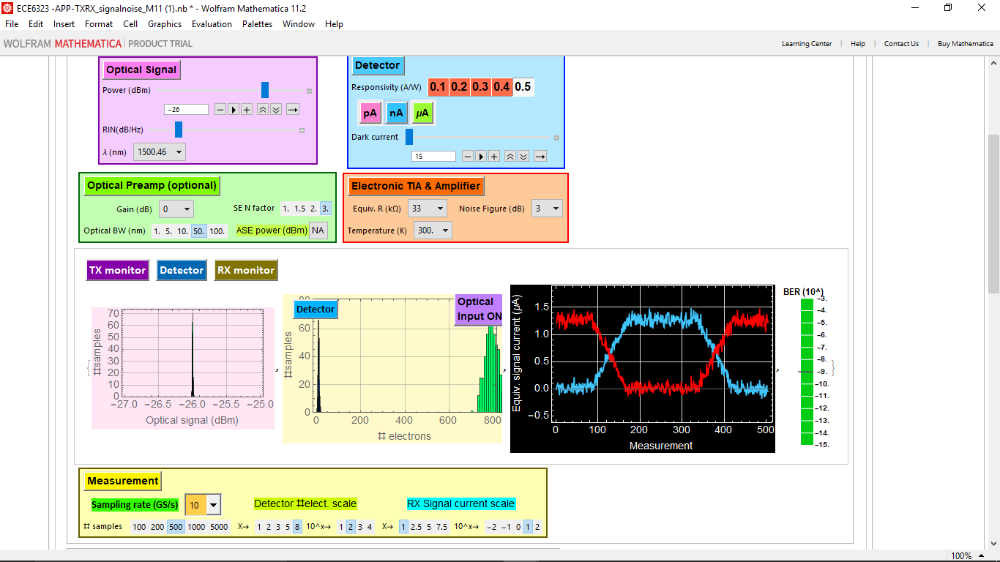 ECE6323 -APP-TXRX_signalnoise_M11 (1).nb * - Wolfram Mathematica 11.2
File Edit Insert Format Cell Graphics Evaluation Palettes Window Help
WOLFRAM MATHEMATICA | PRODUCT TRIAL
Learning Center | Help | Contact Us | Buy Mathematica
Optical Signal
Power (dBm)
-26
RIN(dB/Hz)
λ (nm) 1500.46
Detector
Responsivity (A/W) 0.1 0.2 0.3 0.4 0.5
pA nA μA
Dark current
15
Optical Preamp (optional)
Gain (dB) 0 SE N factor 1. 1.5 2. 3.
Optical BW (nm) 1. 5. 10. 50. 100. ASE power (dBm) NA
Electronic TIA & Amplifier
Equiv. R (kΩ) 33 Noise Figure (dB) 3
Temperature (K) 300.
TX monitor Detector RX monitor
{
#samples
70
60
50
40
30
20
10
0
-27.0 -26.5 -26.0 -25.5 -25.0
Optical signal (dBm)
,
Detector
Optical
Input ON
#samples
80
60
40
20
0
0 200 400 600 800
# electrons
,
Equiv. signal current (μA)
1.5
1.0
0.5
0.0
-0.5
0 100 200 300 400 500
Measurement
,
BER (10^)
-3.
-4.
-5.
-6.
-7.
-8.
-9.
-10.
-11.
-12.
-13.
-14.
-15.
}
Measurement
Sampling rate (GS/s) 10 Detector #elect. scale RX Signal current scale
# samples 100 200 500 1000 5000 X→ 1 2 3 5 8 10^x→ 1 2 3 4 X→ 1 2.5 5 7.5 10^x→ -2 -1 0 1 2
100%